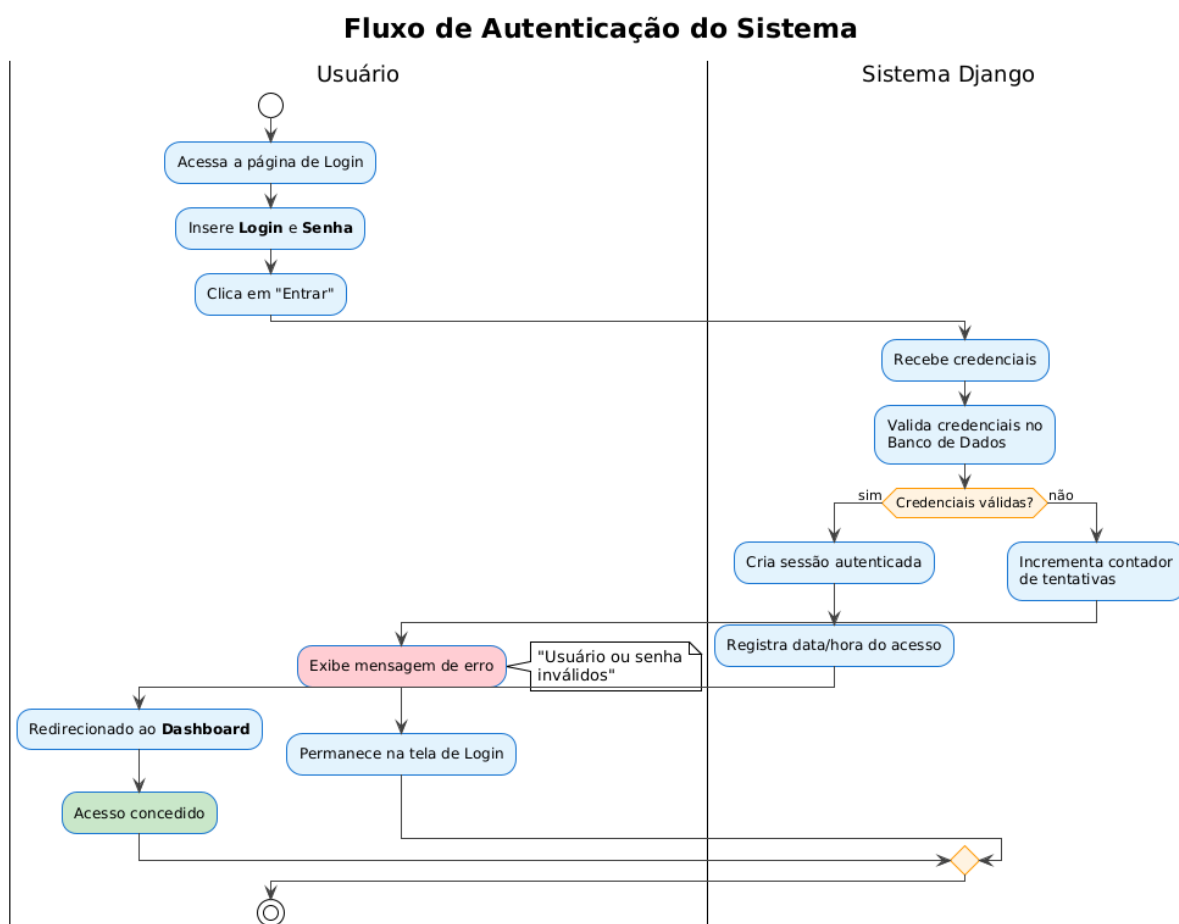 Fluxo de Autenticação do Sistema
Usuário
Sistema Django
Acessa a página de Login
Insere Login e Senha
Clica em "Entrar"
Recebe credenciais
Valida credenciais no
Banco de Dados
sim
Credenciais válidas?
não
Cria sessão autenticada
Incrementa contador
de tentativas
Registra data/hora do acesso
Exibe mensagem de erro
"Usuário ou senha
inválidos"
Redirecionado ao Dashboard
Permanece na tela de Login
Acesso concedido